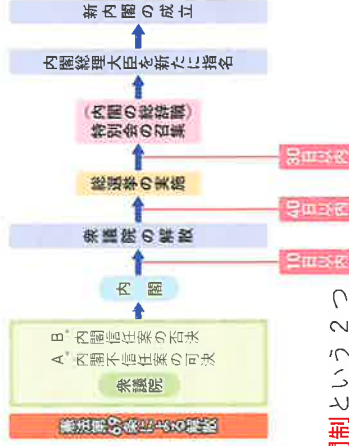 憲法第69条による解散
衆議院
A* 内閣不信任案の可決
B* 内閣信任案の否決
内閣
10日以内
衆議院の解散
40日以内
総選挙の実施
30日以内
特別会の召集
(内閣の総辞職)
内閣総理大臣を新たに指名
新内閣の成立
制という2つ